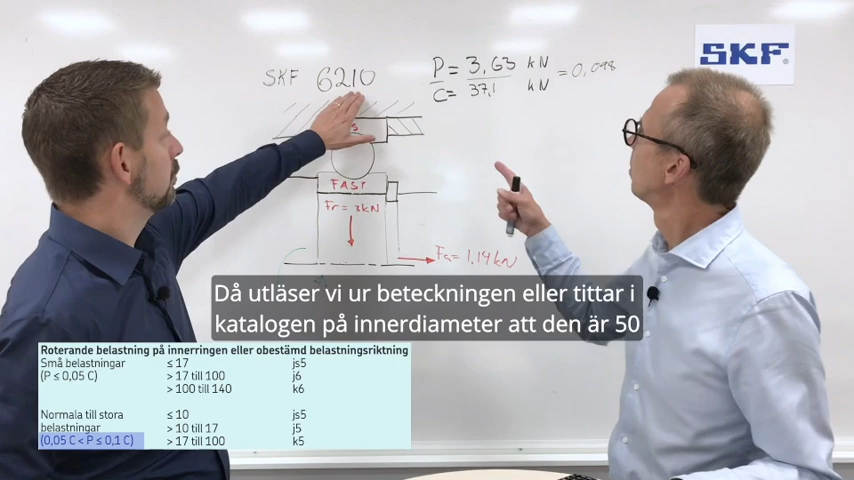 SKF 6210
P = 3,63 kN = 0,098
C = 37,1 kN
SKF
FAST
Fr = 3kN
Fa = 1.14 kN
Då utläser vi ur beteckningen eller tittar i
katalogen på innerdiameter att den är 50
Roterande belastning på innerringen eller obestämd belastningsriktning
Små belastningar ≤ 17 js5
(P ≤ 0,05 C) > 17 till 100 j6
> 100 till 140 k6
Normala till stora ≤ 10 js5
belastningar > 10 till 17 j5
(0,05 C < P ≤ 0,1 C) > 17 till 100 k5